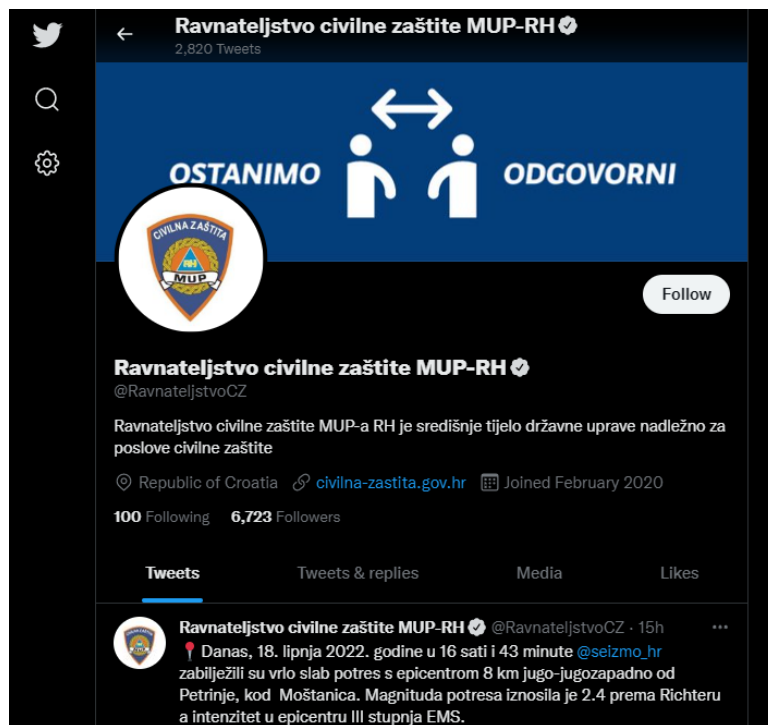 Ravnateljstvo civilne zaštite MUP-RH
2,820 Tweets
OSTANIMO ODGOVORNI
CIVILNA ZAŠTITA
RH
MUP
Follow
Ravnateljstvo civilne zaštite MUP-RH
@RavnateljstvoCZ
Ravnateljstvo civilne zaštite MUP-a RH je središnje tijelo državne uprave nadležno za
poslove civilne zaštite
Republic of Croatia civilna-zastita.gov.hr Joined February 2020
100 Following 6,723 Followers
Tweets Tweets & replies Media Likes
Ravnateljstvo civilne zaštite MUP-RH @RavnateljstvoCZ · 15h
Danas, 18. lipnja 2022. godine u 16 sati i 43 minute @seizmo_hr
zabilježili su vrlo slab potres s epicentrom 8 km jugo-jugozapadno od
Petrinje, kod Moštanica. Magnituda potresa iznosila je 2.4 prema Richteru
a intenzitet u epicentru III stupnja EMS.